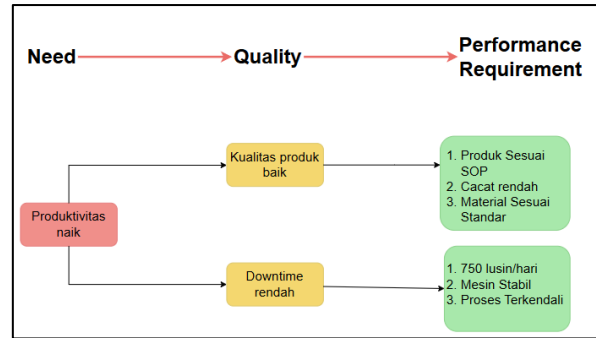 Need
Quality
Performance
Requirement
Kualitas produk
baik
1. Produk Sesuai
SOP
2. Cacat rendah
3. Material Sesuai
Standar
Produktivitas
naik
Downtime
rendah
1. 750 lusin/hari
2. Mesin Stabil
3. Proses Terkendali